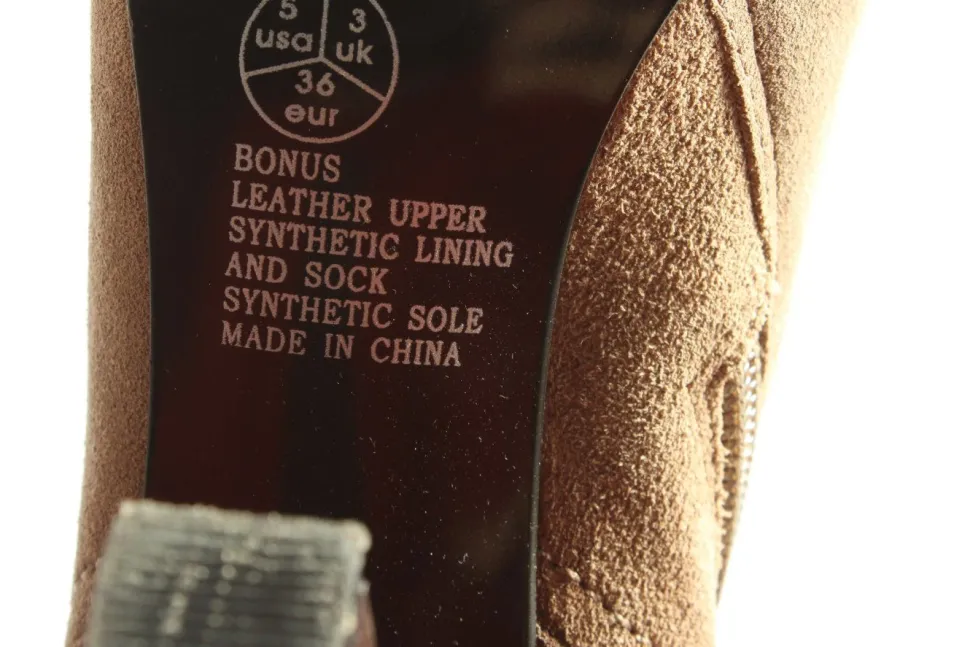 5 3
usa uk
36
eur
BONUS
LEATHER UPPER
SYNTHETIC LINING
AND SOCK
SYNTHETIC SOLE
MADE IN CHINA